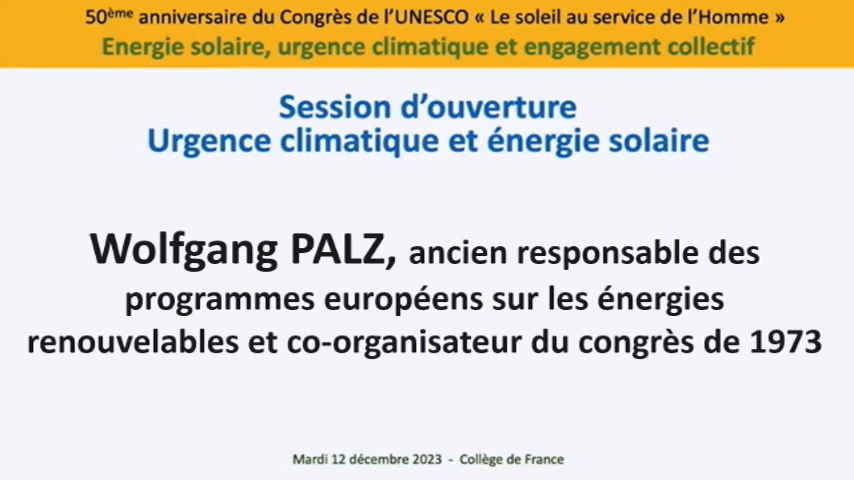 50ème anniversaire du Congrès de l’UNESCO « Le soleil au service de l’Homme »
Energie solaire, urgence climatique et engagement collectif
Session d’ouverture
Urgence climatique et énergie solaire
Wolfgang PALZ, ancien responsable des
programmes européens sur les énergies
renouvelables et co-organisateur du congrès de 1973
Mardi 12 décembre 2023 - Collège de France